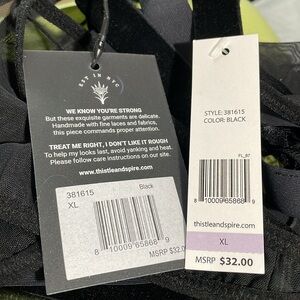 EST IN NYC
WE KNOW YOU'RE STRONG
But these exquisite garments are delicate.
Handmade with fine laces and fabrics,
this piece commands proper attention.
TREAT ME RIGHT, I DON'T LIKE IT ROUGH
To help my looks last, avoid yanking and heat.
Please follow care instructions on our site.
www.thistleandspire.com
381615
Black
XL
8 10009 65868 9
MSRP $32.0
STYLE: 381615
COLOR: BLACK
FL_87
8 10009 65868 9
thistleandspire.com
XL
MSRP $32.00